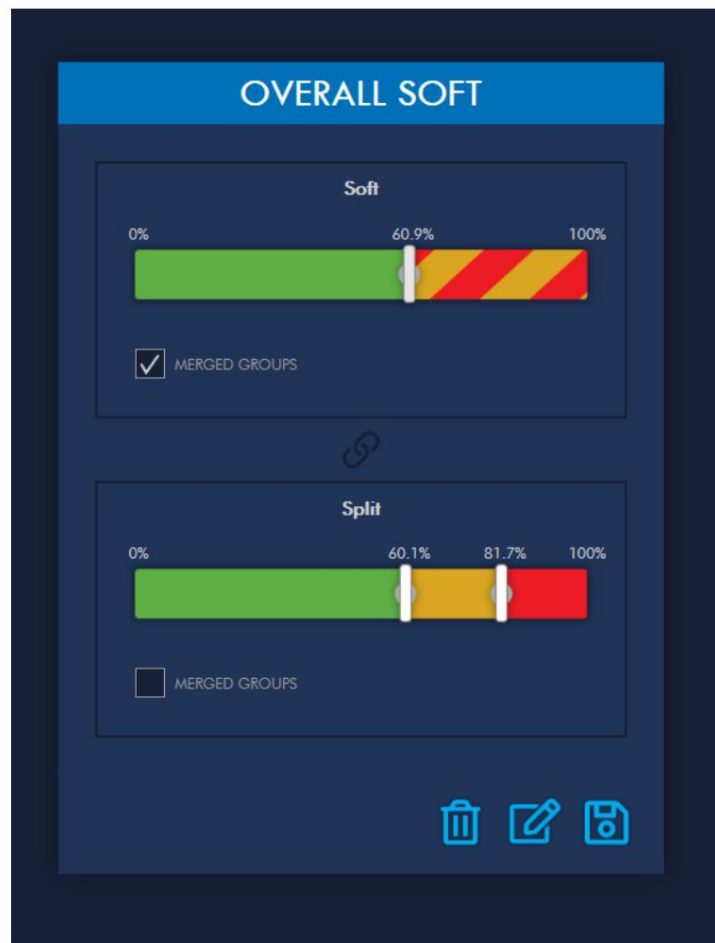 OVERALL SOFT
Soft
0% 60.9% 100%
MERGED GROUPS
Split
0% 60.1% 81.7% 100%
MERGED GROUPS